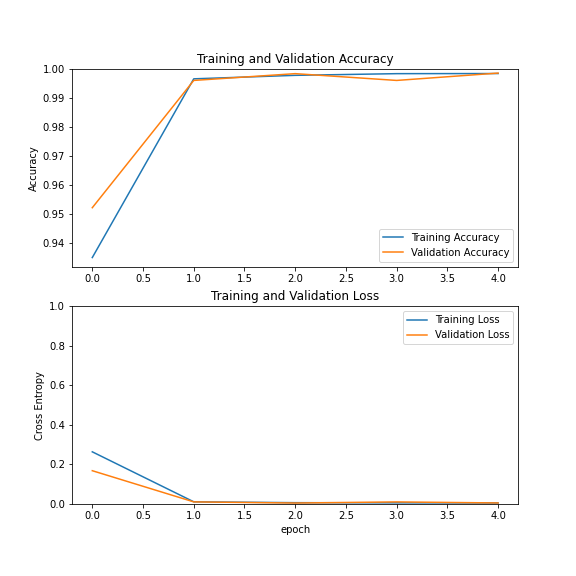 Training and Validation Accuracy
1.00
0.99
0.98
0.97
0.96
0.95
0.94
Accuracy
Training Accuracy
Validation Accuracy
0.0 0.5 1.0 1.5 2.0 2.5 3.0 3.5 4.0
Training and Validation Loss
1.0
0.8
0.6
0.4
0.2
0.0
Cross Entropy
Training Loss
Validation Loss
0.0 0.5 1.0 1.5 2.0 2.5 3.0 3.5 4.0
epoch